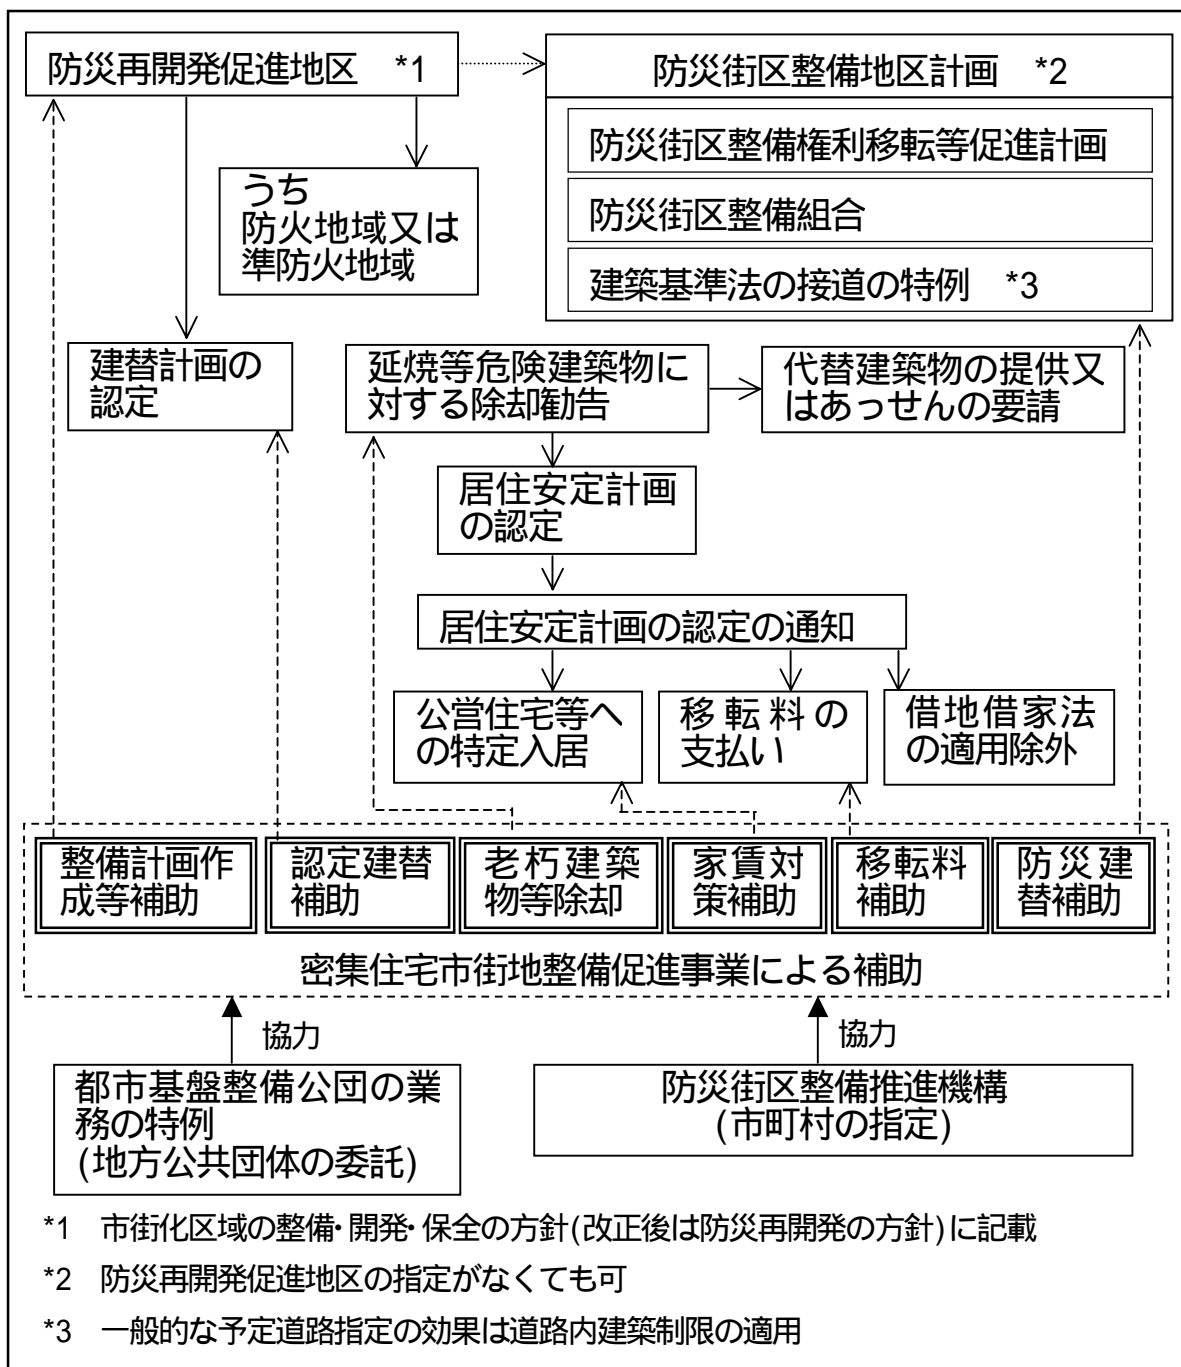 防災再開発促進地区　*1
防災街区整備地区計画　*2
防災街区整備権利移転等促進計画
防災街区整備組合
建築基準法の接道の特例　*3
うち
防火地域又は
準防火地域
建替計画の
認定
延焼等危険建築物に
対する除却勧告
代替建築物の提供又
はあっせんの要請
居住安定計画
の認定
居住安定計画の認定の通知
公営住宅等へ
の特定入居
移転料の
支払い
借地借家法
の適用除外
整備計画作
成等補助
認定建替
補助
老朽建築
物等除却
家賃対
策補助
移転料
補助
防災建
替補助
密集住宅市街地整備促進事業による補助
協力
協力
都市基盤整備公団の業
務の特例
(地方公共団体の委託)
防災街区整備推進機構
(市町村の指定)
*1　市街化区域の整備・開発・保全の方針(改正後は防災再開発の方針)に記載
*2　防災再開発促進地区の指定がなくても可
*3　一般的な予定道路指定の効果は道路内建築制限の適用